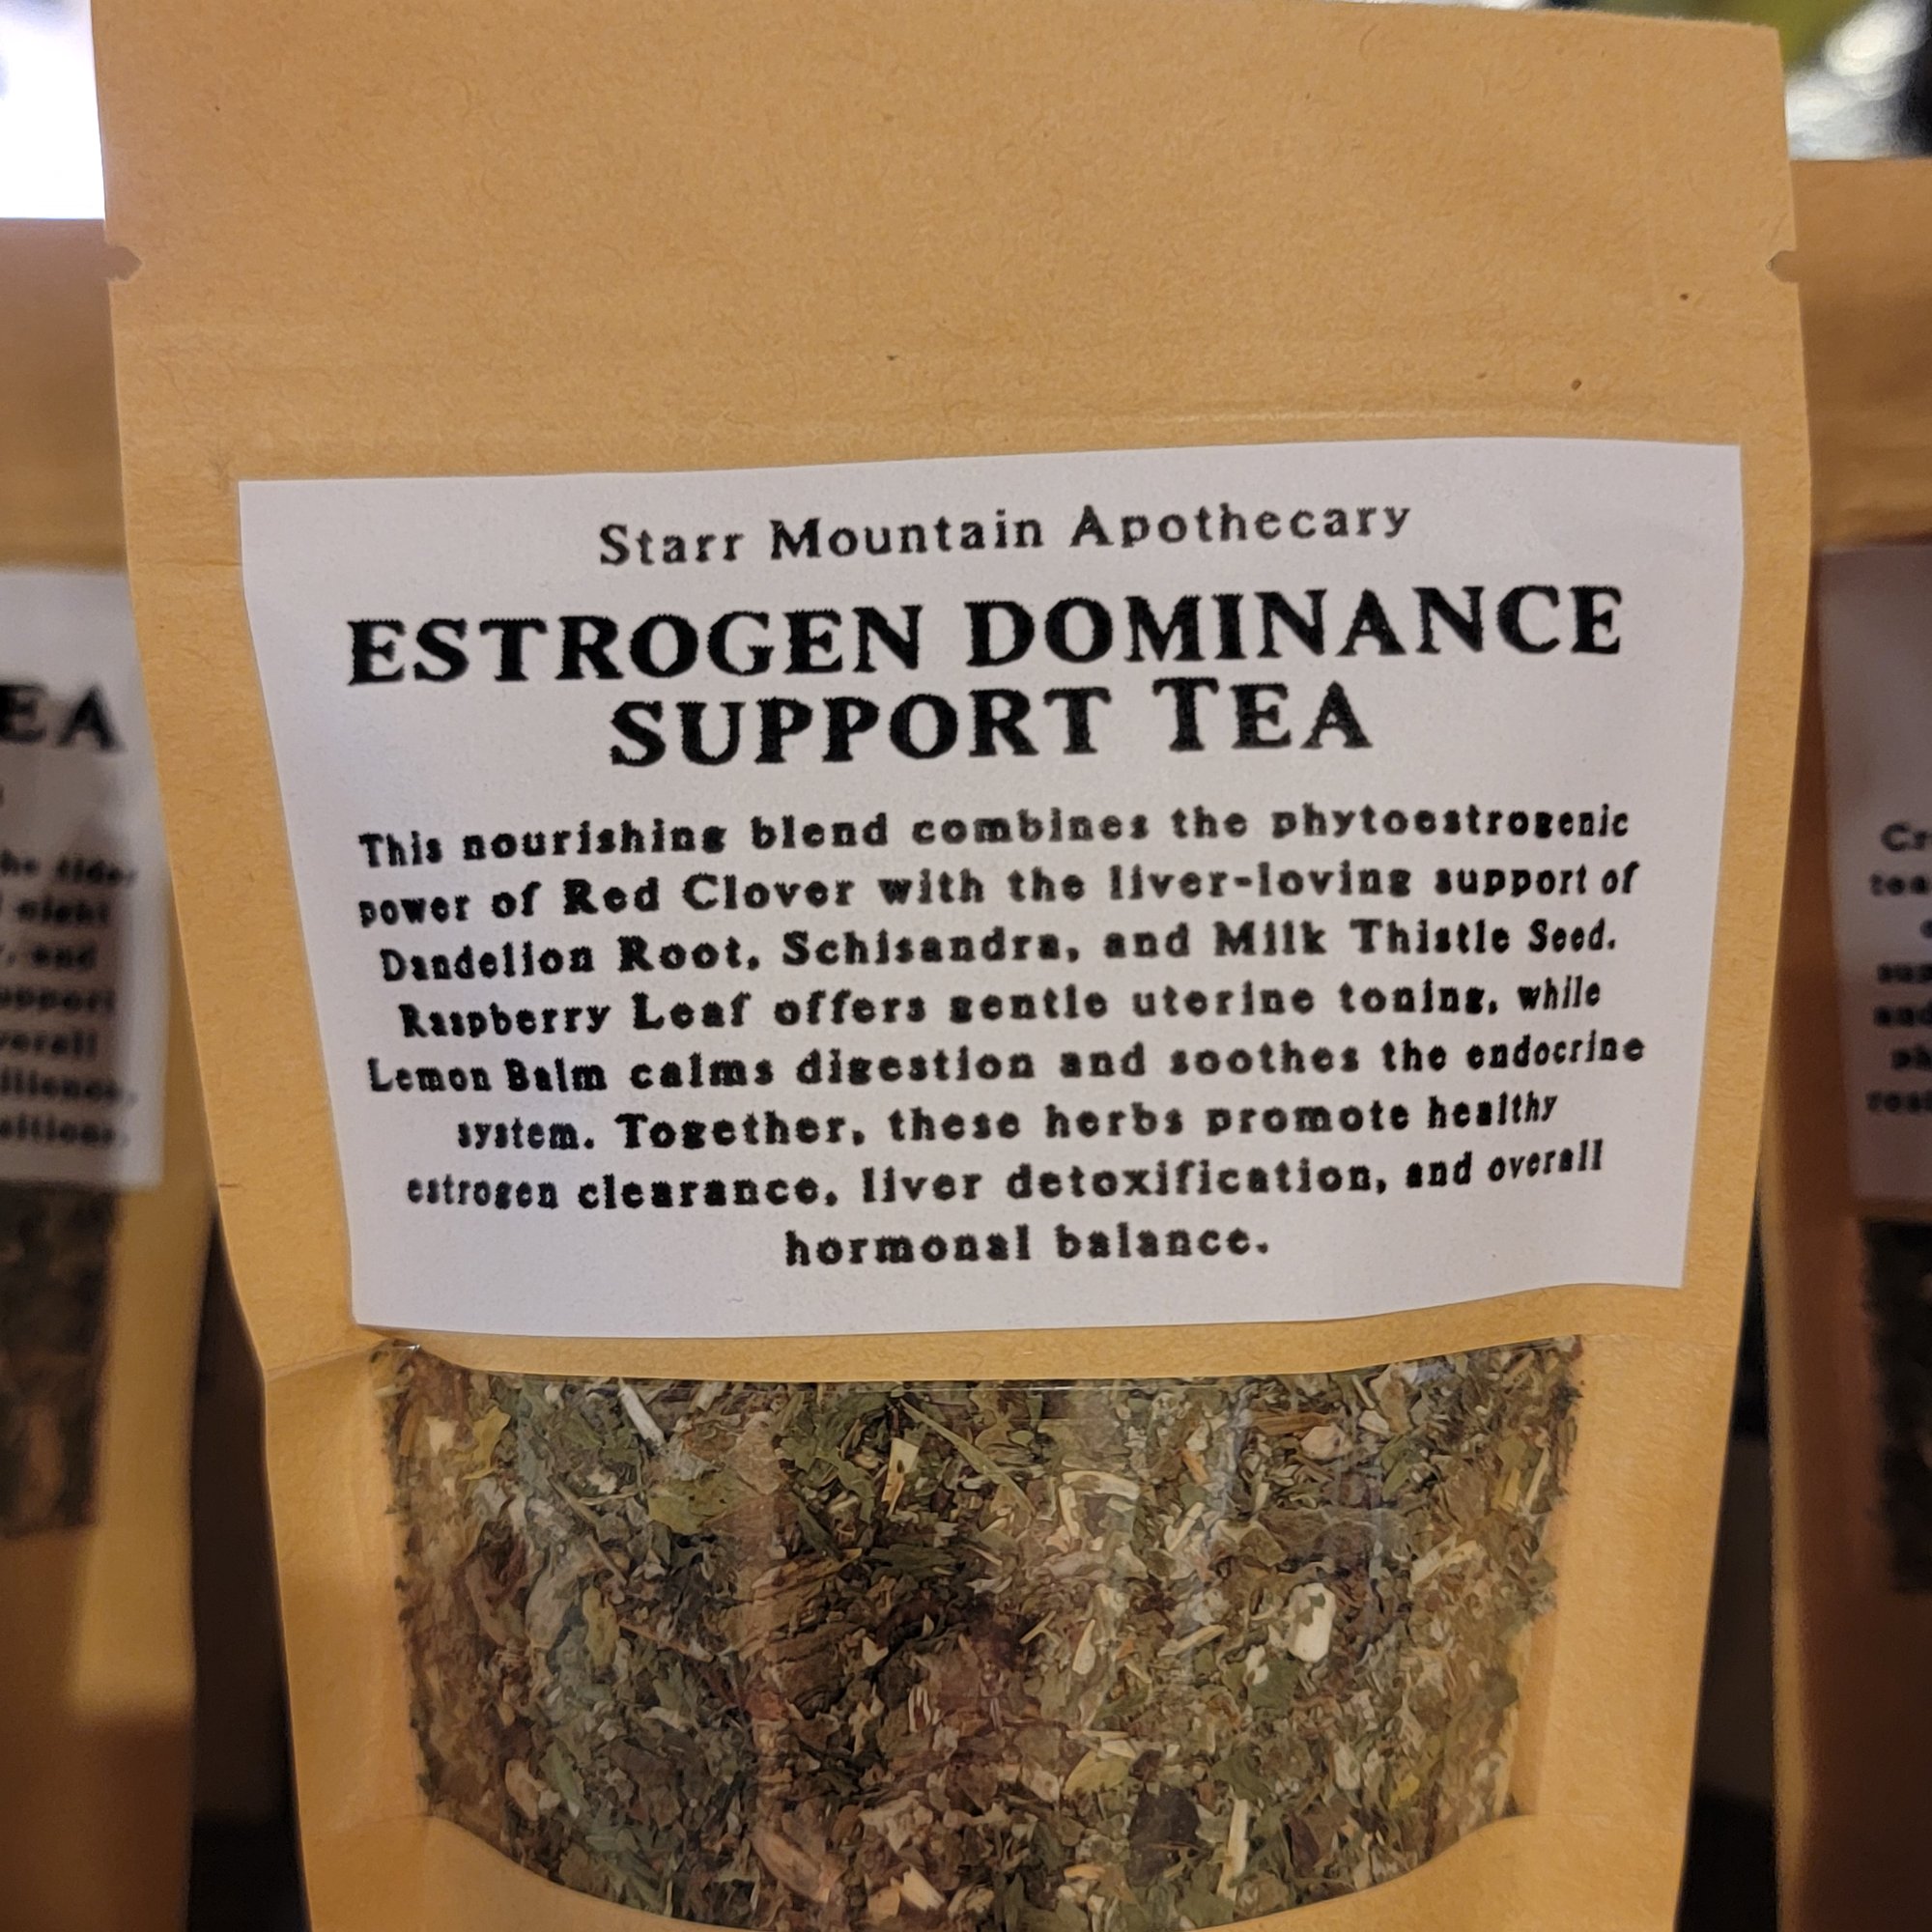 Starr Mountain Apothecary
ESTROGEN DOMINANCE
SUPPORT TEA
This nourishing blend combines the phytoestrogenic
power of Red Clover with the liver-loving support of
Dandelion Root, Schisandra, and Milk Thistle Seed.
Raspberry Leaf offers gentle uterine toning, while
Lemon Balm calms digestion and soothes the endocrine
system. Together, these herbs promote healthy
estrogen clearance, liver detoxification, and overall
hormonal balance.
EA